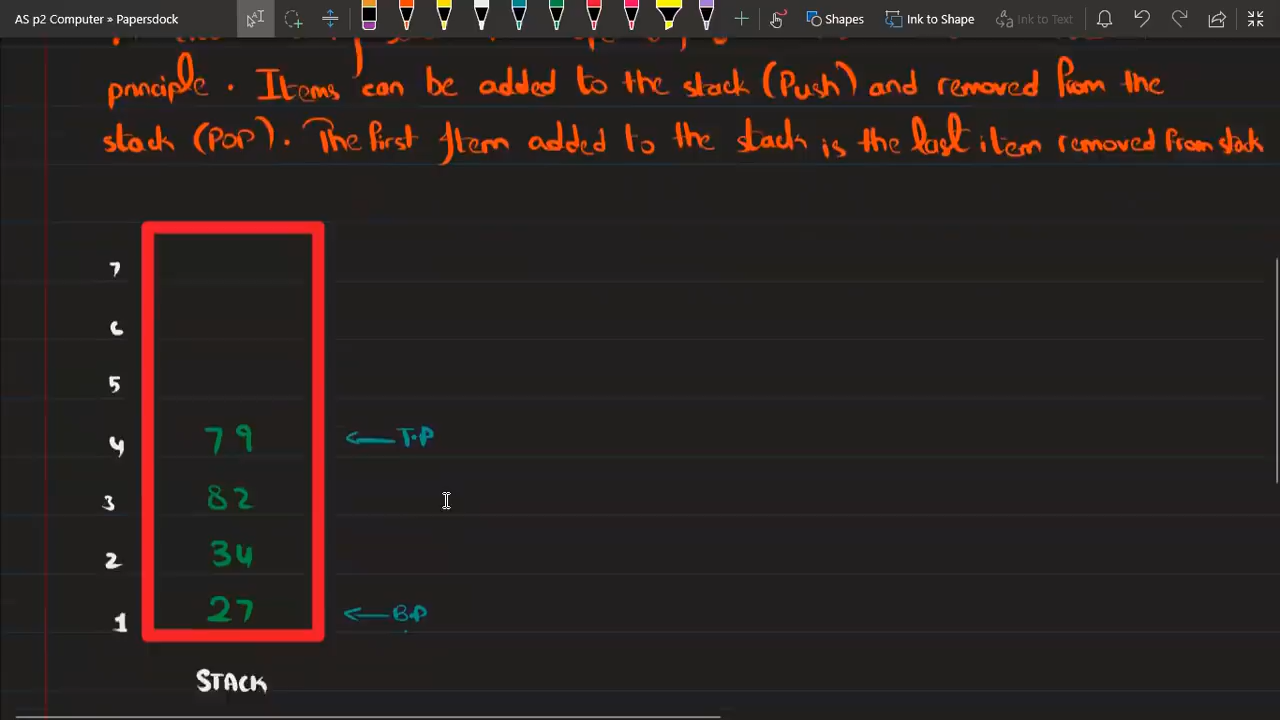 AS p2 Computer » Papersdock
Shapes
Ink to Shape
Ink to Text
principle. Items can be added to the stack (Push) and removed from the
stack (POP). The first Item added to the stack is the last item removed from stack
7
6
5
4 79 ← T.P
3 82
2 34
1 27 ← B.P
STACK